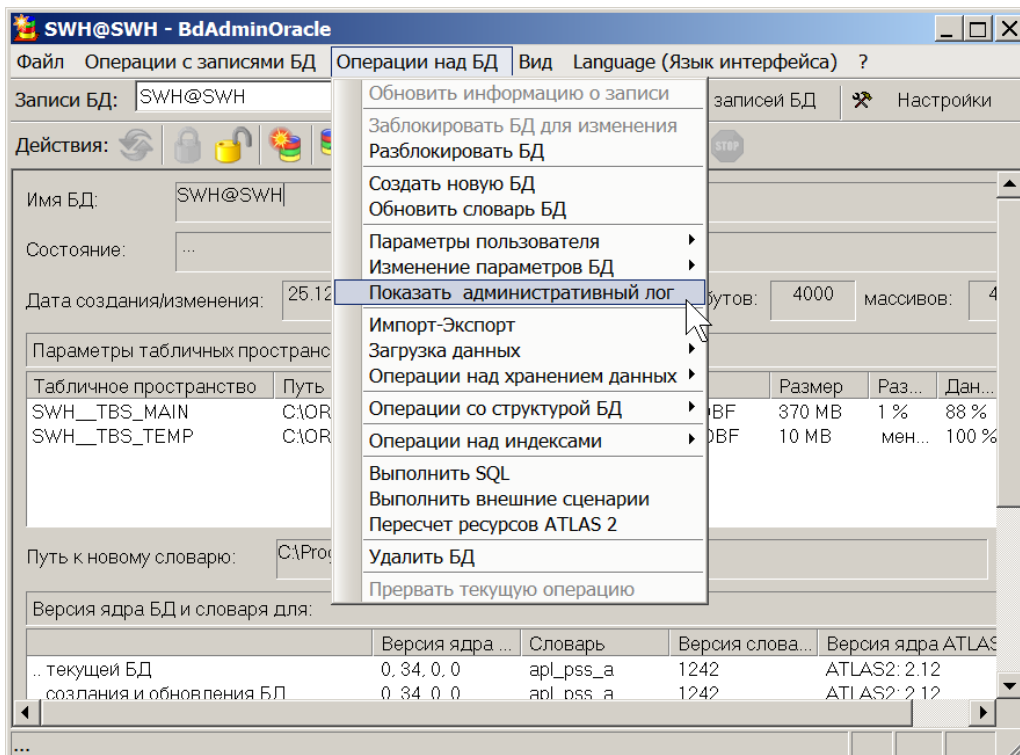 SWH@SWH - BdAdminOracle
Файл Операции с записями БД Операции над БД Вид Language (Язык интерфейса) ?
Записи БД: SWH@SWH записей БД Настройки
Действия: STOP
Обновить информацию о записи
Заблокировать БД для изменения
Разблокировать БД
Создать новую БД
Обновить словарь БД
Параметры пользователя
Изменение параметров БД
Показать административный лог
Импорт-Экспорт
Загрузка данных
Операции над хранением данных
Операции со структурой БД
Операции над индексами
Выполнить SQL
Выполнить внешние сценарии
Пересчет ресурсов ATLAS 2
Удалить БД
Прервать текущую операцию
Имя БД: SWH@SWH
Состояние: ...
Дата создания/изменения: 25.12 4000 массивов: 4
Параметры табличных
Табличное пространство Путь Размер Раз... Дан...
SWH__TBS_MAIN C:\OR DBF 370 MB 1 % 88 %
SWH__TBS_TEMP C:\OR DBF 10 MB мен... 100 %
Путь к новому словарю: C:\Pro
Версия ядра БД и словаря для:
Версия ядра ... Словарь Версия слова... Версия ядра ATLAS
.. текущей БД 0, 34, 0, 0 apl_pss_a 1242 ATLAS2: 2.12
создания и обновления БД 0, 34, 0, 0 apl_pss_a 1242 ATLAS2: 2.12
...